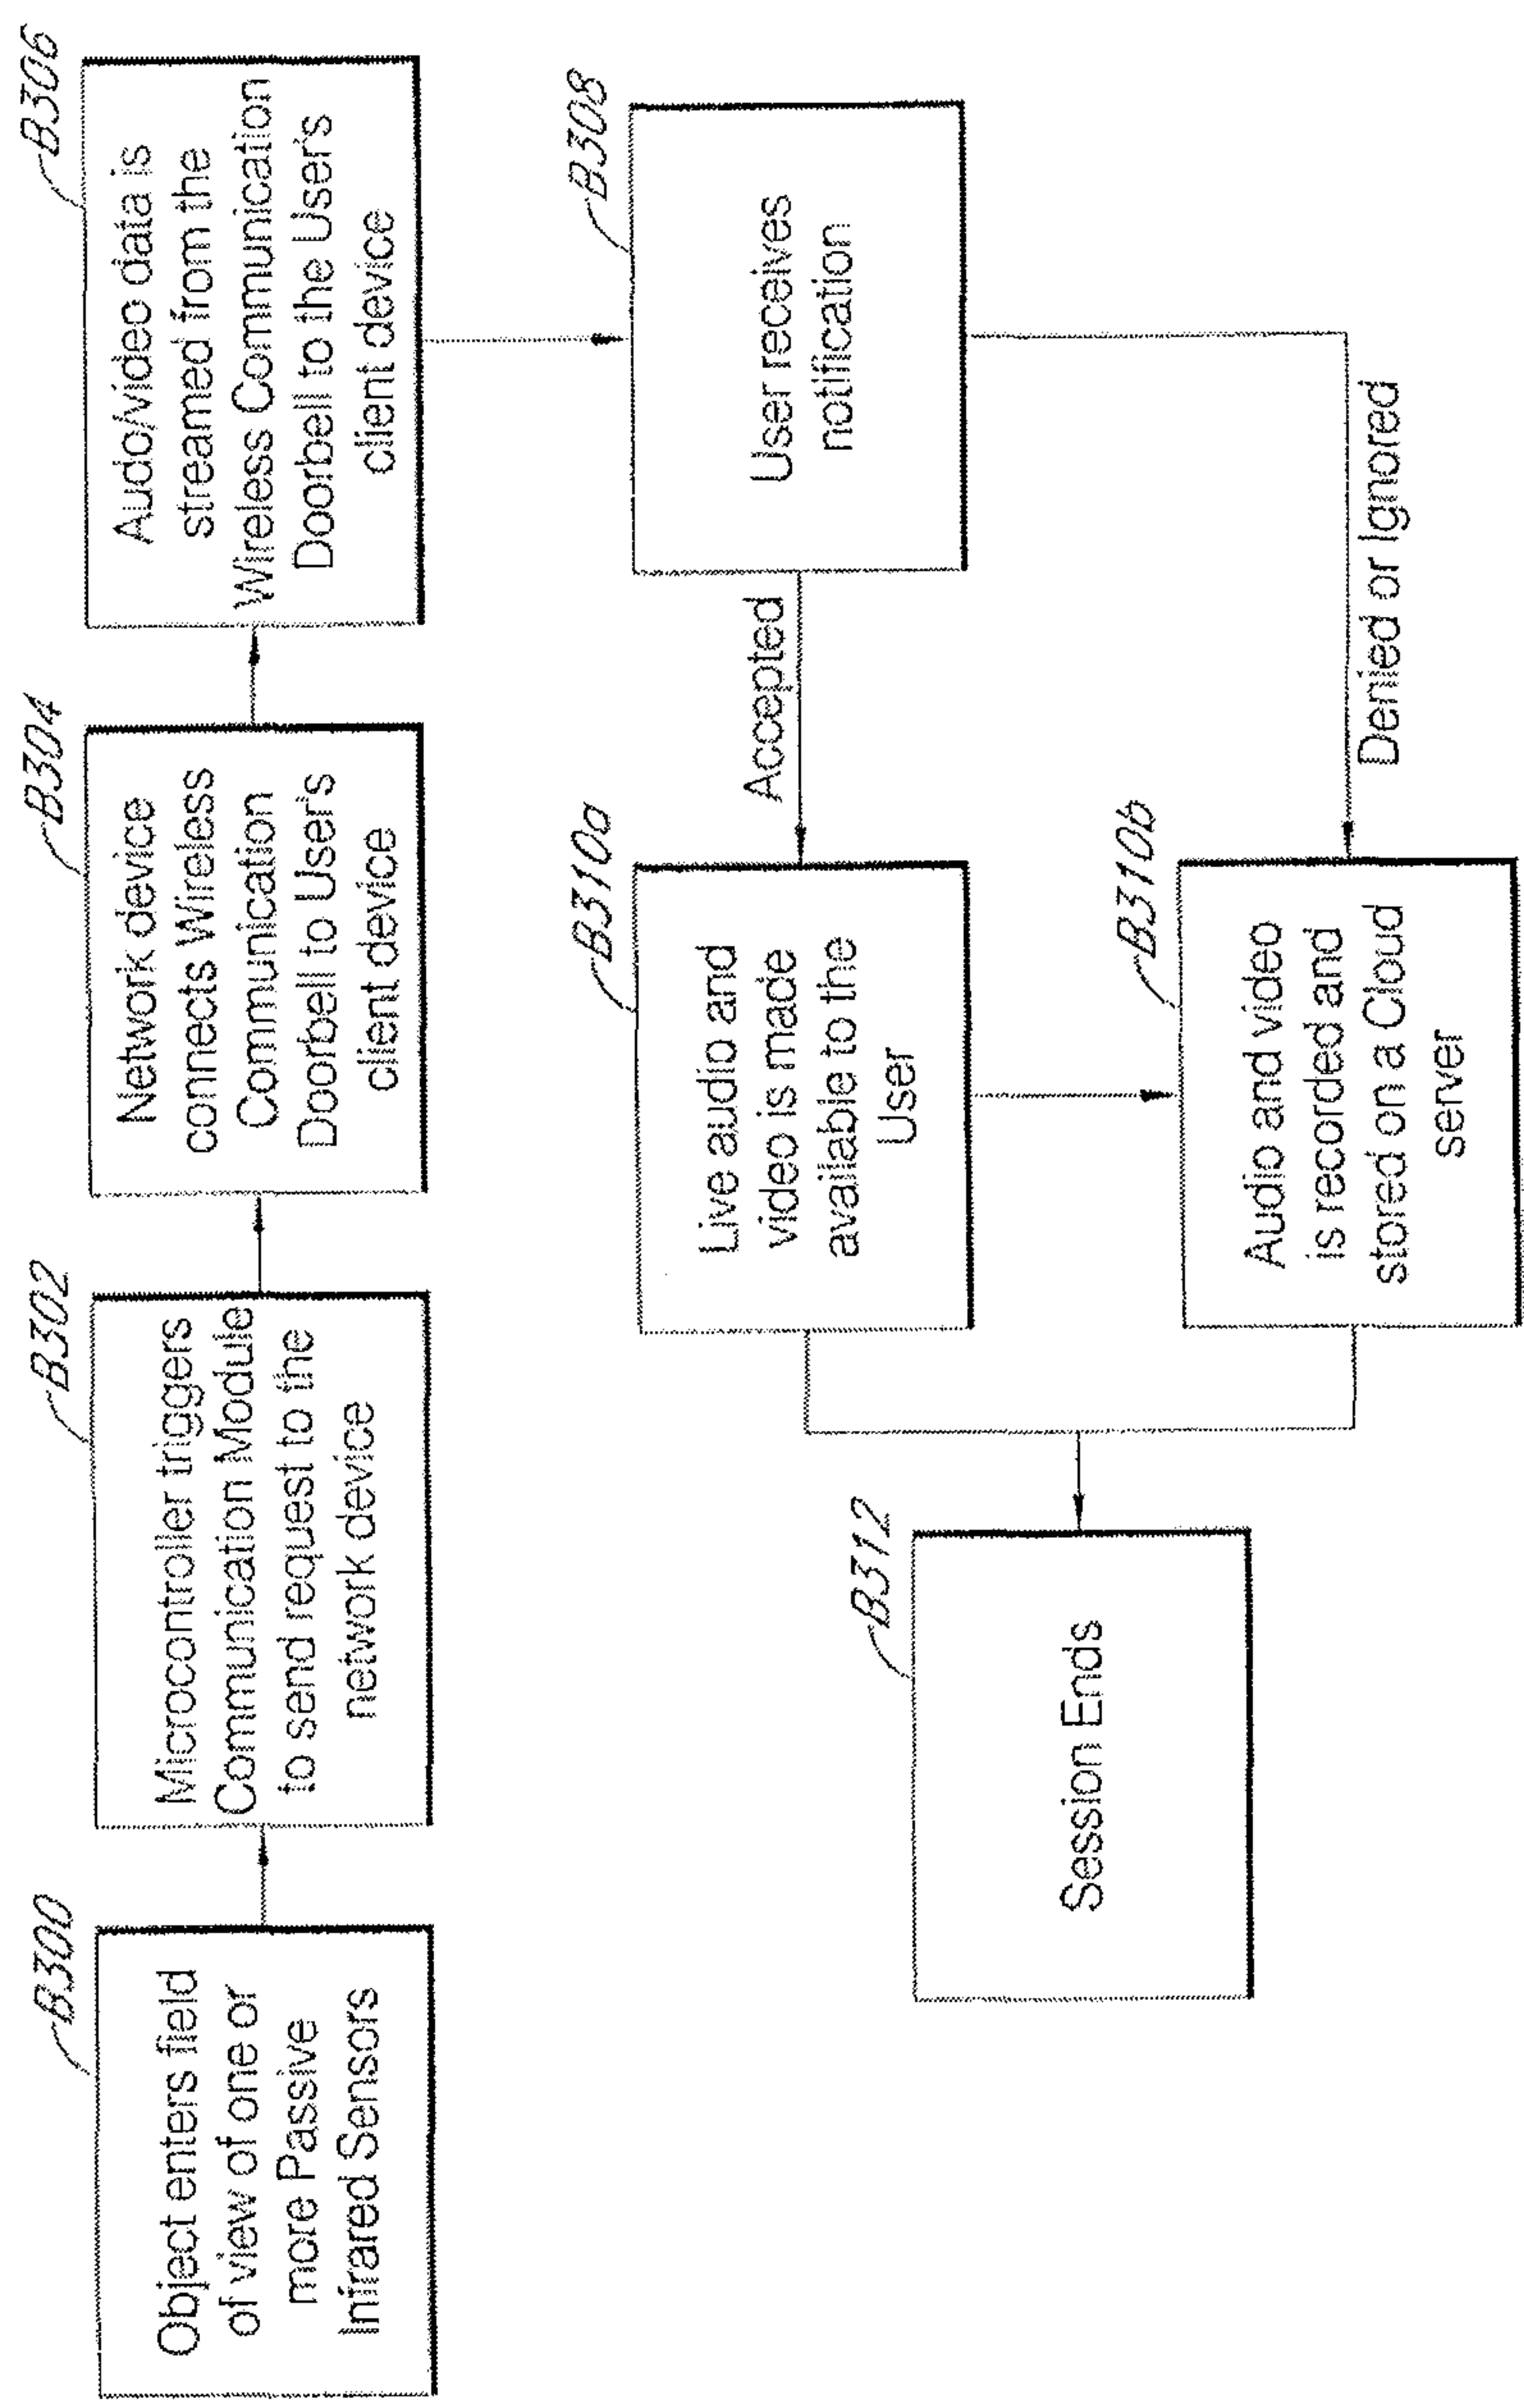 B300
Object enters field
of view of one or
more Passive
Infrared Sensors
B302
Microcontroller triggers
Communication Module
to send request to the
network device
B304
Network device
connects Wireless
Communication
Doorbell to User's
client device
B306
Audo/video data is
streamed from the
Wireless Communication
Doorbell to the User's
client device
B308
User receives
notification
Accepted
Denied or Ignored
B310a
Live audio and
video is made
available to the
User
B310b
Audio and video
is recorded and
stored on a Cloud
server
B312
Session Ends